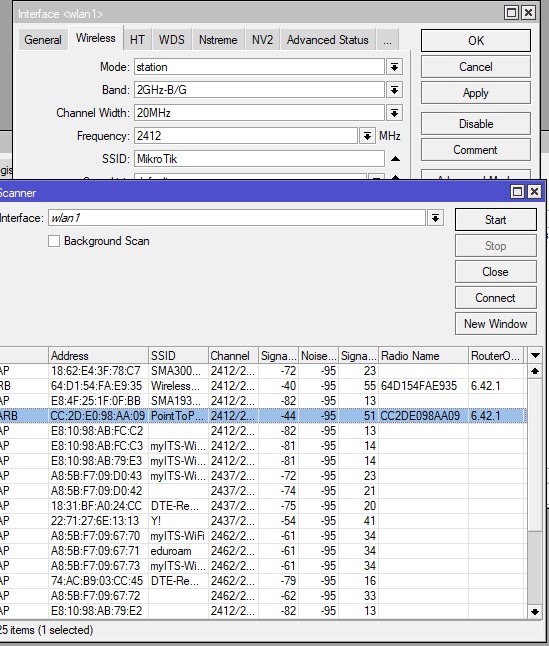 Interface <wlan1>
General Wireless HT WDS Nstreme NV2 Advanced Status ...
OK
Mode: station
Cancel
Band: 2GHz-B/G
Apply
Channel Width: 20MHz
Frequency: 2412 MHz
Disable
SSID: MikroTik
Comment
Scanner
Interface: wlan1
Start
Background Scan
Stop
Close
Connect
New Window
Address SSID Channel Signa... Noise... Signa... Radio Name RouterO...
AP 18:62:E4:3F:78:C7 SMA300... 2412/2... -72 -95 23
RB 64:D1:54:FA:E9:35 Wireless... 2412/2... -40 -95 55 64D154FAE935 6.42.1
AP E8:4F:25:1F:0F:BB SMA193... 2412/2... -82 -95 13
ARB CC:2D:E0:98:AA:09 PointToP... 2412/2... -44 -95 51 CC2DE098AA09 6.42.1
AP E8:10:98:AB:FC:C2 2412/2... -82 -95 13
AP E8:10:98:AB:FC:C3 myITS-Wi... 2412/2... -81 -95 14
AP E8:10:98:AB:79:E3 myITS-Wi... 2412/2... -81 -95 14
AP A8:5B:F7:09:D0:43 myITS-Wi... 2437/2... -72 -95 23
AP A8:5B:F7:09:D0:42 2437/2... -74 -95 21
AP 18:31:BF:A0:24:CC DTE-Re... 2437/2... -75 -95 20
AP 22:71:27:6E:13:13 Y! 2437/2... -54 -95 41
AP A8:5B:F7:09:67:70 myITS-WiFi 2462/2... -61 -95 34
AP A8:5B:F7:09:67:71 eduroam 2462/2... -61 -95 34
AP A8:5B:F7:09:67:73 myITS-Wi... 2462/2... -61 -95 34
AP 74:AC:B9:03:CC:45 DTE-Re... 2462/2... -79 -95 16
AP A8:5B:F7:09:67:72 2462/2... -62 -95 33
AP E8:10:98:AB:79:E2 2412/2... -82 -95 13
25 items (1 selected)